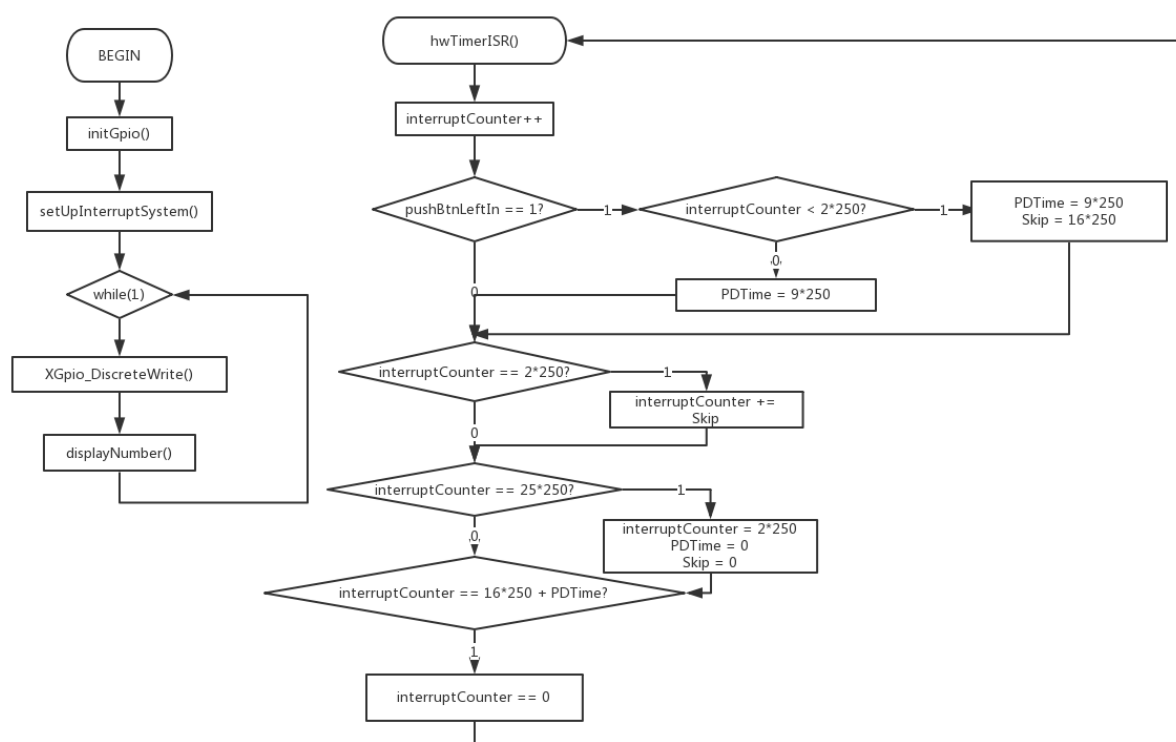 BEGIN
initGpio()
setUpInterruptSystem()
while(1)
XGpio_DiscreteWrite()
displayNumber()
hwTimerISR()
interruptCounter++
pushBtnLeftIn == 1?
1
interruptCounter < 2*250?
1
PDTime = 9*250
Skip = 16*250
0
PDTime = 9*250
0
interruptCounter == 2*250?
1
interruptCounter +=
Skip
0
interruptCounter == 25*250?
1
interruptCounter = 2*250
PDTime = 0
Skip = 0
0
interruptCounter == 16*250 + PDTime?
1
interruptCounter == 0